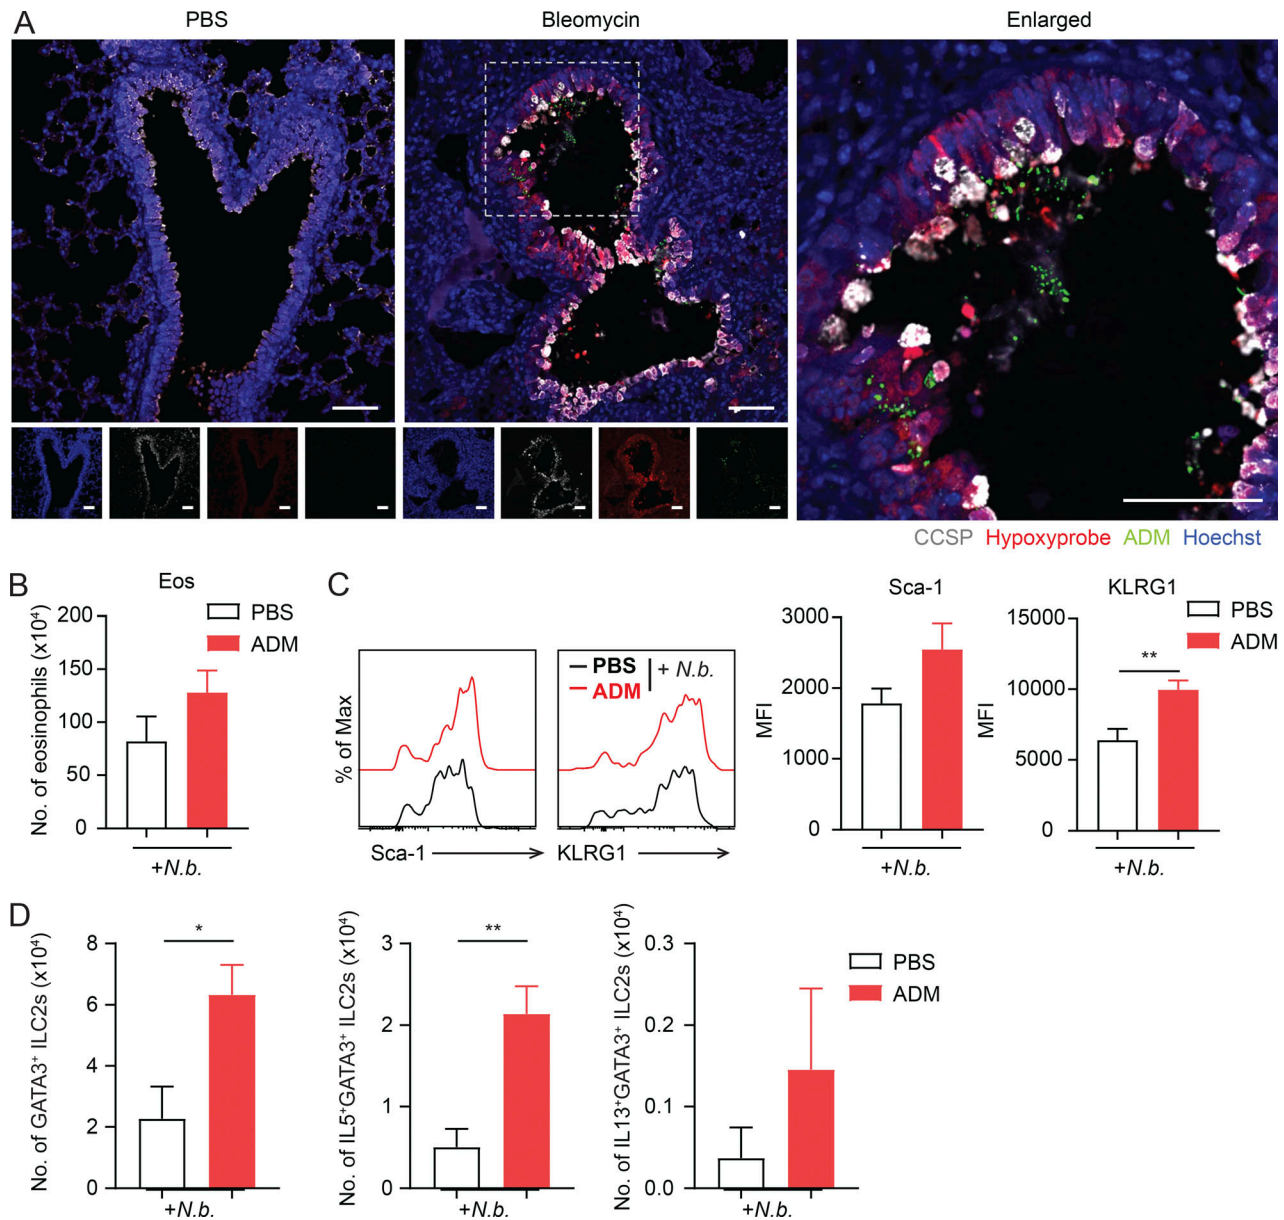 A
PBS
Bleomycin
Enlarged
CCSP Hypoxyprobe ADM Hoechst
B
Eos
No. of eosinophils (x10⁴)
200
150
100
50
0
PBS
ADM
+N.b.
C
% of Max
PBS
ADM
+ N.b.
Sca-1
KLRG1
Sca-1
MFI
3000
2000
1000
0
+N.b.
KLRG1
MFI
15000
10000
5000
0
**
+N.b.
PBS
ADM
D
No. of GATA3⁺ ILC2s (x10⁴)
8
6
4
2
0
*
+N.b.
No. of IL5⁺GATA3⁺ ILC2s (x10⁴)
3
2
1
0
**
+N.b.
No. of IL13⁺GATA3⁺ ILC2s (x10⁴)
0.3
0.2
0.1
0.0
+N.b.
PBS
ADM